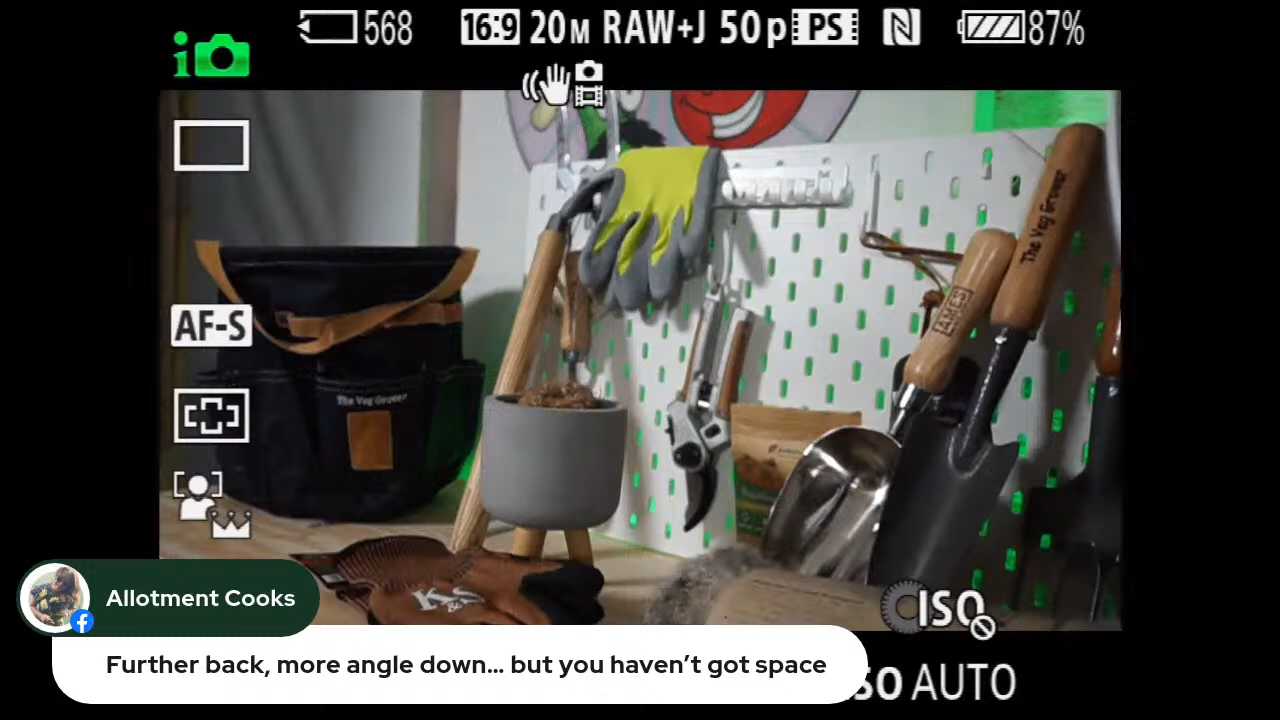 568
16:9 20M RAW+J 50p PS N 87%
i
AF-S
The Veg Grower
The Veg Grower
AMES
K&S
ISO
Allotment Cooks
Further back, more angle down... but you haven't got space
ISO AUTO